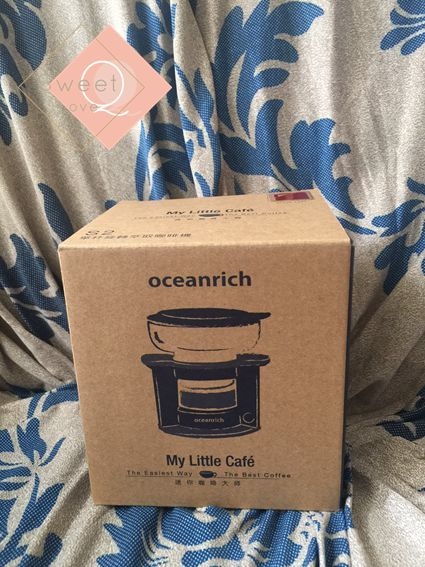 weet
Q
ove
My Little Café
S2
oceanrich
oceanrich
My Little Café
The Easiest Way The Best Coffee
迷你咖啡大師